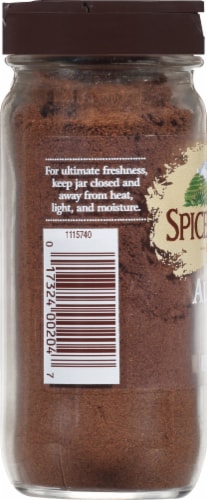 For ultimate freshness,
keep jar closed and
away from heat,
light, and moisture.
1115740
0 17324 00204 7
SPICE
A